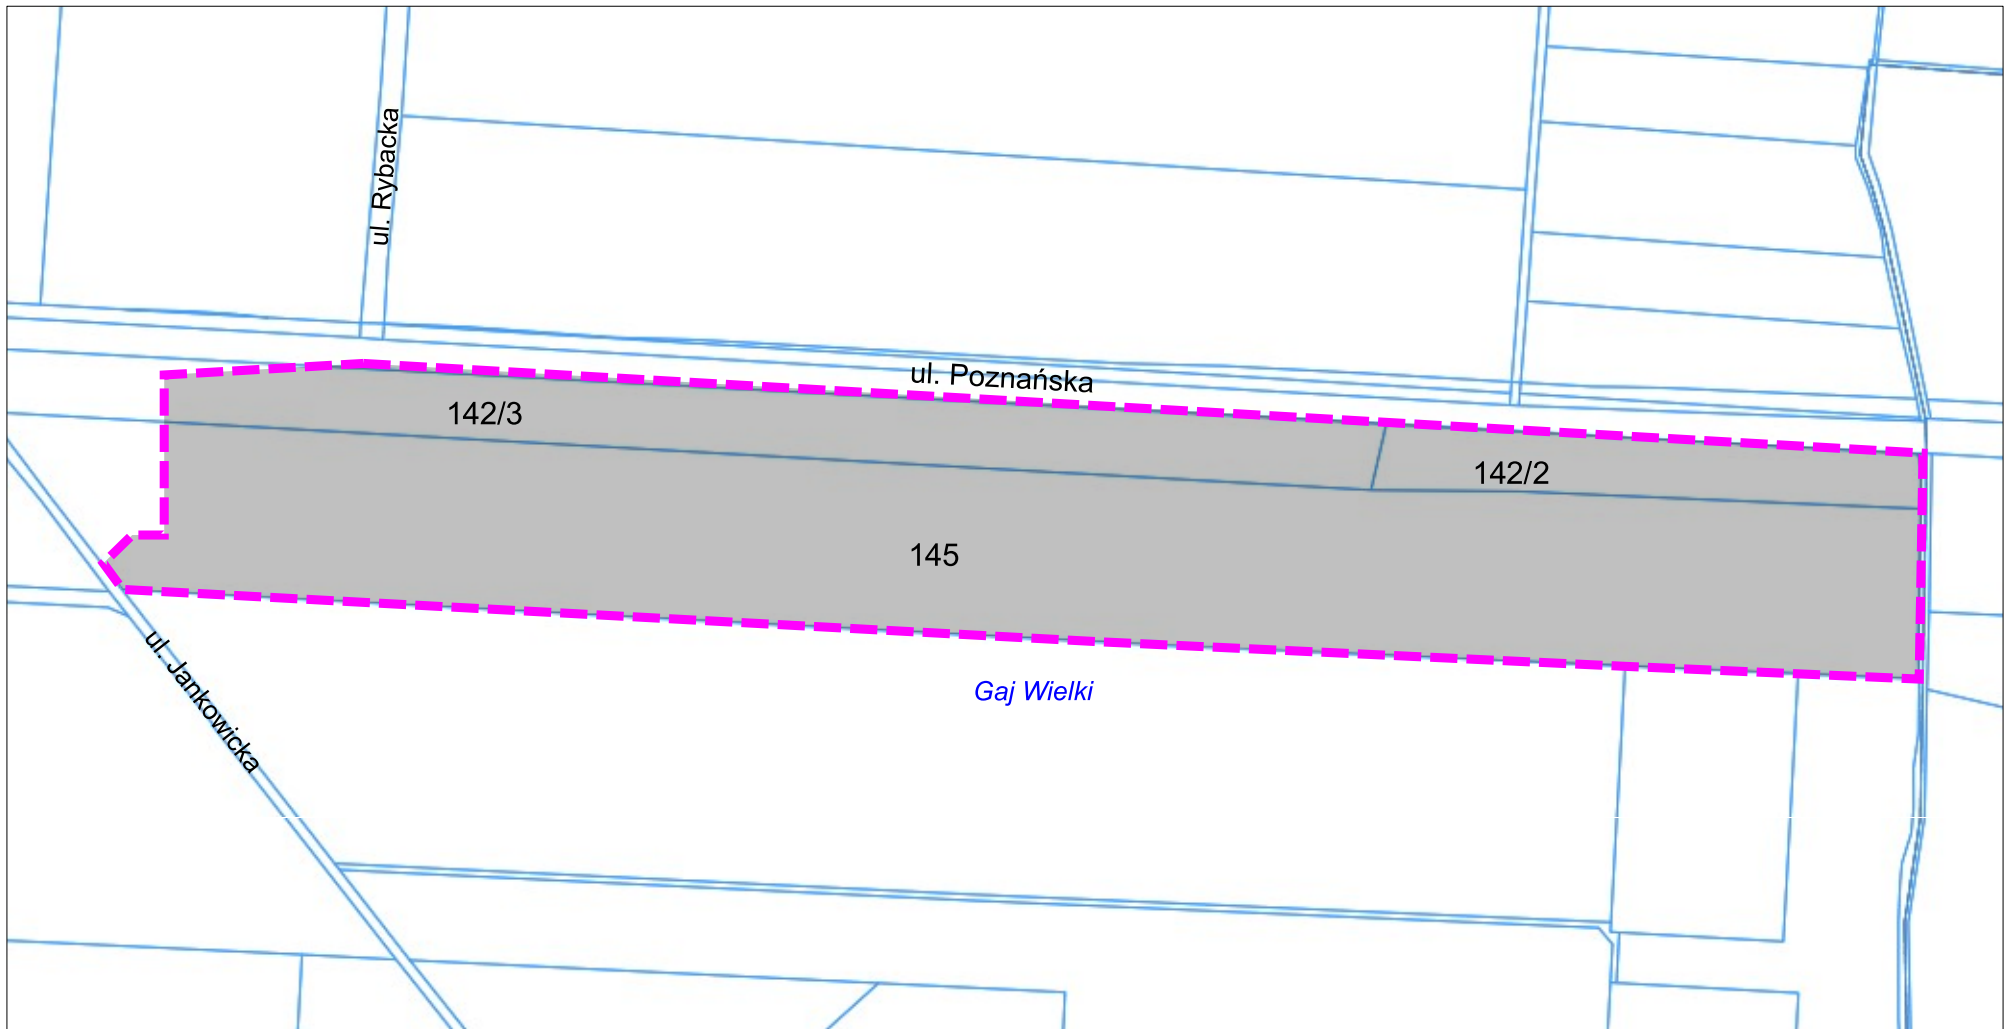 ul. Rybacka
ul. Poznańska
142/3
142/2
145
ul. Jankowicka
Gaj Wielki